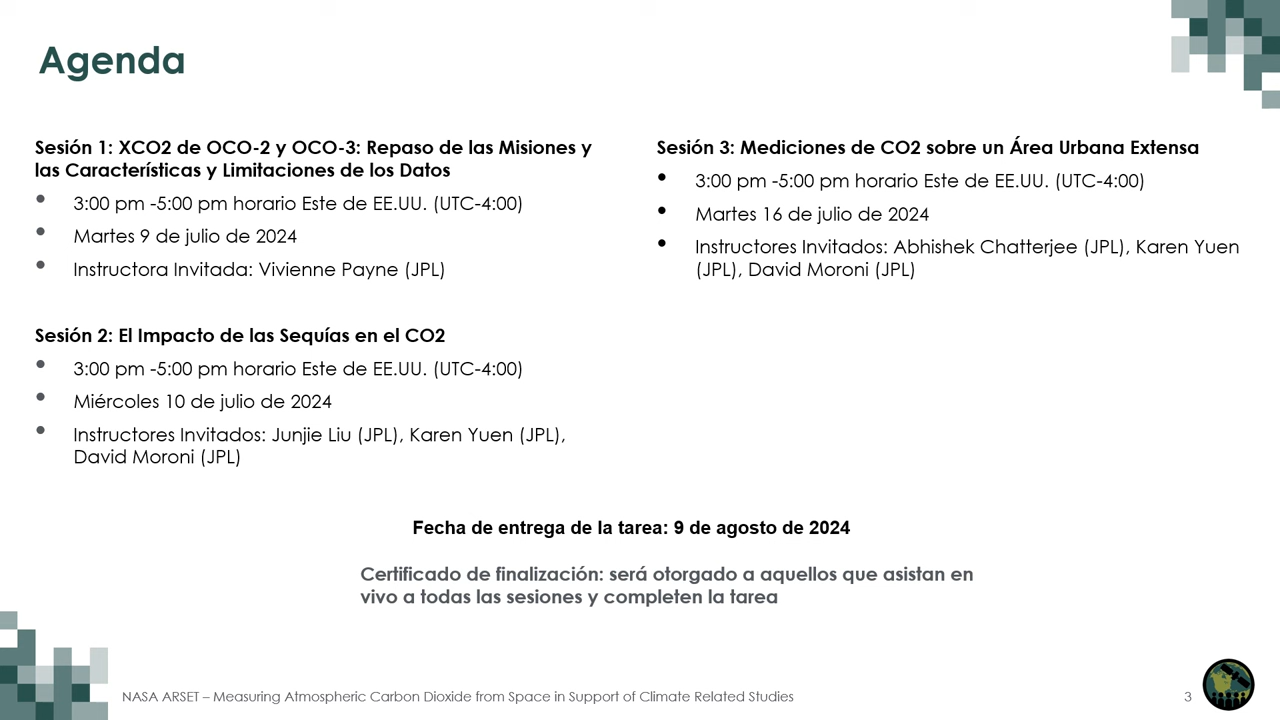 Agenda
Sesión 1: XCO2 de OCO-2 y OCO-3: Repaso de las Misiones y
las Características y Limitaciones de los Datos
• 3:00 pm -5:00 pm horario Este de EE.UU. (UTC-4:00)
• Martes 9 de julio de 2024
• Instructora Invitada: Vivienne Payne (JPL)
Sesión 2: El Impacto de las Sequías en el CO2
• 3:00 pm -5:00 pm horario Este de EE.UU. (UTC-4:00)
• Miércoles 10 de julio de 2024
• Instructores Invitados: Junjie Liu (JPL), Karen Yuen (JPL),
David Moroni (JPL)
Sesión 3: Mediciones de CO2 sobre un Área Urbana Extensa
• 3:00 pm -5:00 pm horario Este de EE.UU. (UTC-4:00)
• Martes 16 de julio de 2024
• Instructores Invitados: Abhishek Chatterjee (JPL), Karen Yuen
(JPL), David Moroni (JPL)
Fecha de entrega de la tarea: 9 de agosto de 2024
Certificado de finalización: será otorgado a aquellos que asistan en
vivo a todas las sesiones y completen la tarea
NASA ARSET – Measuring Atmospheric Carbon Dioxide from Space in Support of Climate Related Studies
3